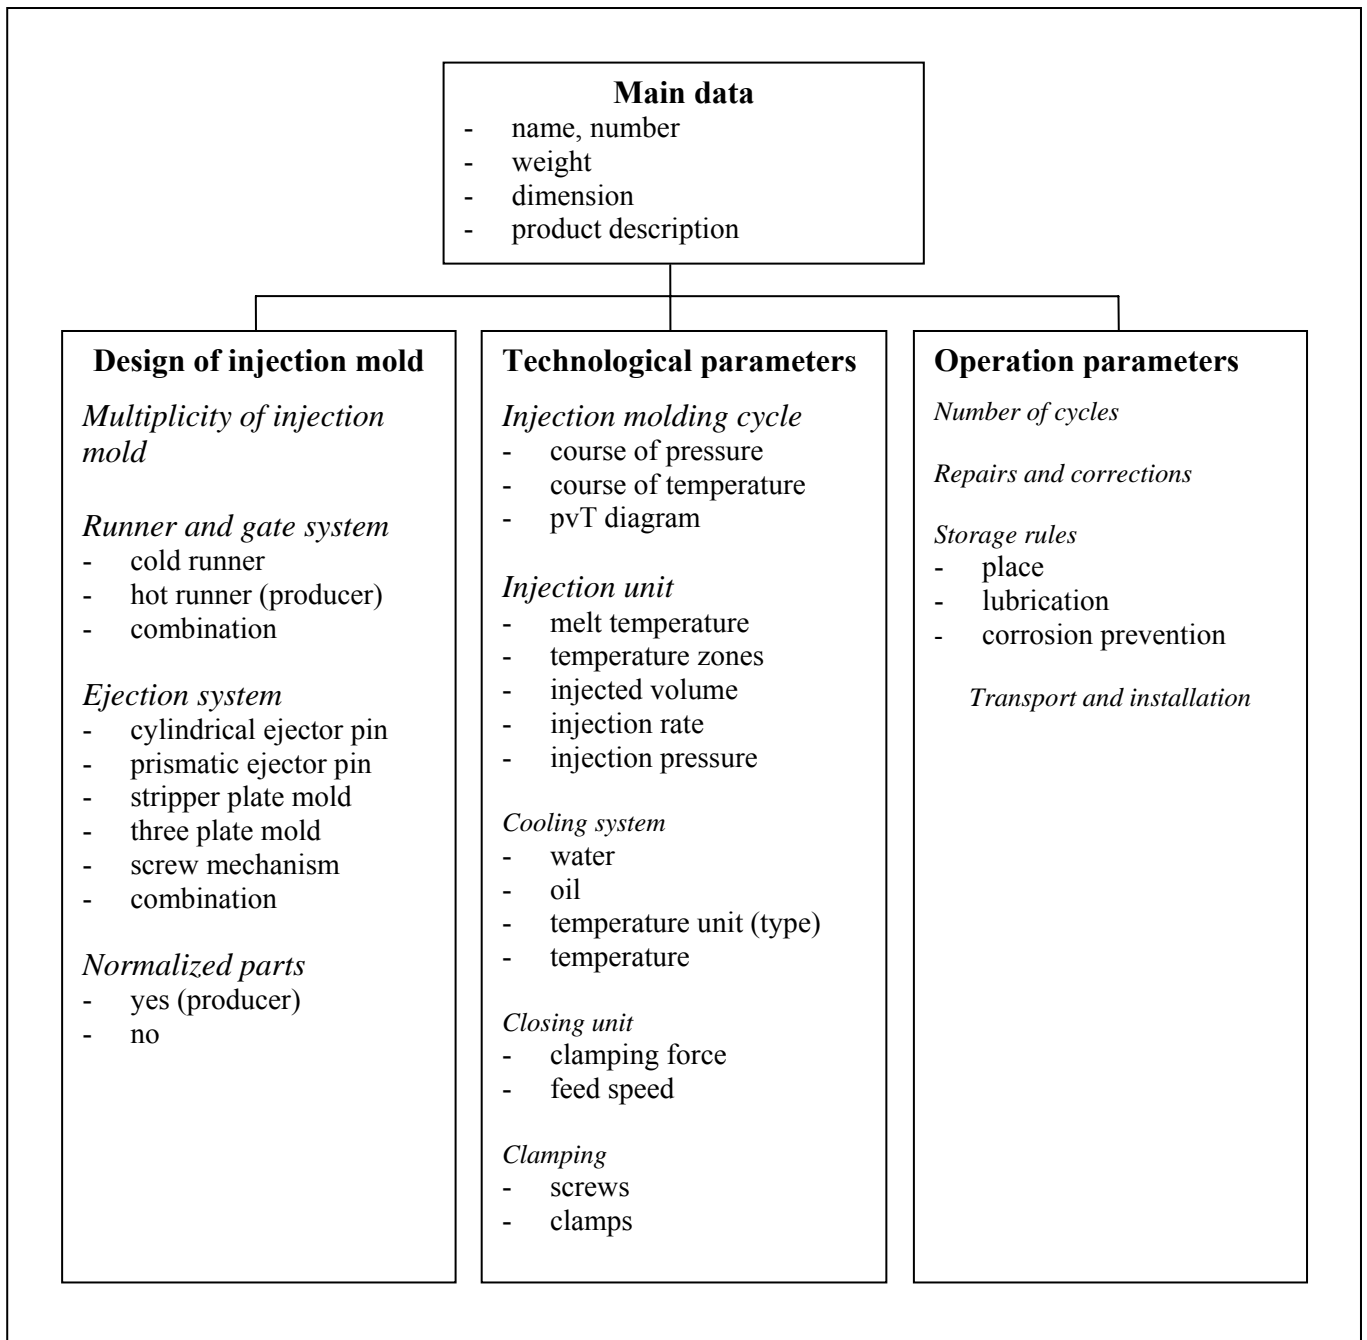 Main data
- name, number
- weight
- dimension
- product description
Design of injection mold
Multiplicity of injection
mold
Runner and gate system
- cold runner
- hot runner (producer)
- combination
Ejection system
- cylindrical ejector pin
- prismatic ejector pin
- stripper plate mold
- three plate mold
- screw mechanism
- combination
Normalized parts
- yes (producer)
- no
Technological parameters
Injection molding cycle
- course of pressure
- course of temperature
- pvT diagram
Injection unit
- melt temperature
- temperature zones
- injected volume
- injection rate
- injection pressure
Cooling system
- water
- oil
- temperature unit (type)
- temperature
Closing unit
- clamping force
- feed speed
Clamping
- screws
- clamps
Operation parameters
Number of cycles
Repairs and corrections
Storage rules
- place
- lubrication
- corrosion prevention
Transport and installation